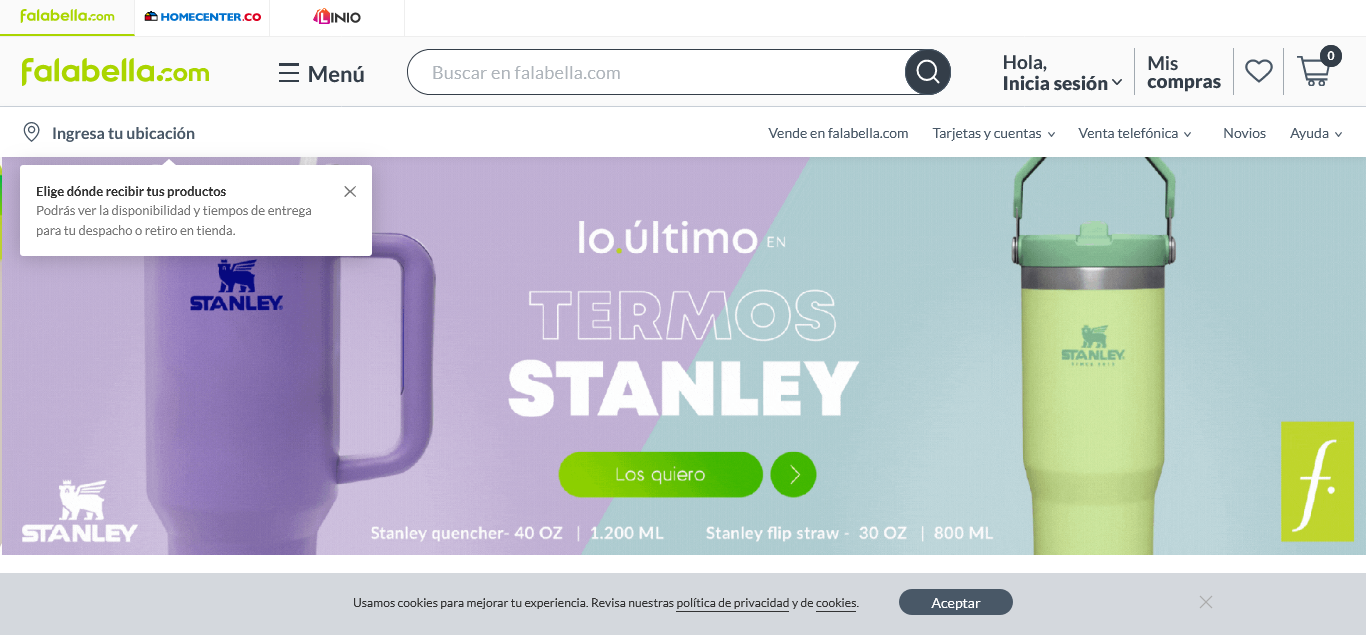 falabella.com
HOMECENTER.CO
LINIO
falabella.com
Menú
Buscar en falabella.com
Hola,
Inicia sesión
Mis
compras
0
Ingresa tu ubicación
Vende en falabella.com
Tarjetas y cuentas
Venta telefónica
Novios
Ayuda
Elige dónde recibir tus productos
Podrás ver la disponibilidad y tiempos de entrega
para tu despacho o retiro en tienda.
lo.último EN
TERMOS
STANLEY
Los quiero
STANLEY
STANLEY
SINCE 1913
STANLEY
f.
Stanley quencher- 40 OZ | 1.200 ML
Stanley flip straw - 30 OZ | 800 ML
Usamos cookies para mejorar tu experiencia. Revisa nuestras política de privacidad y de cookies.
Aceptar